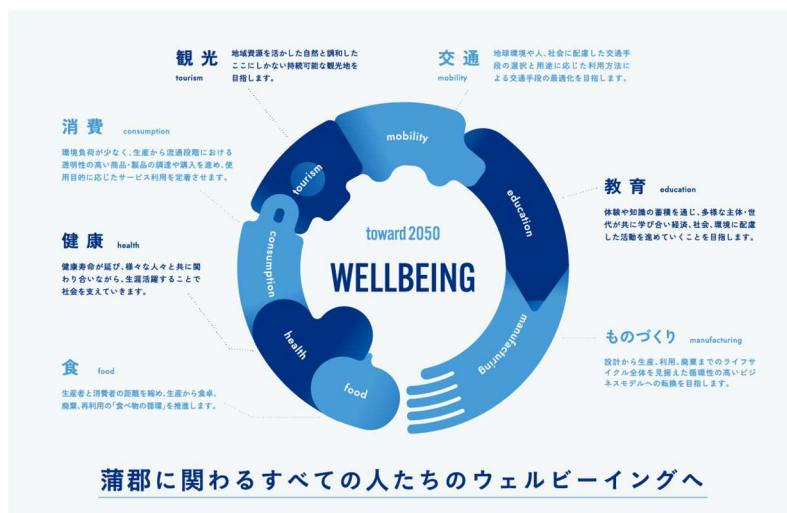 観光
tourism
地域資源を活かした自然と調和した
ここにしかない持続可能な観光地を
目指します。
交通
mobility
地球環境や人、社会に配慮した交通手
段の選択と用途に応じた利用方法に
よる交通手段の最適化を目指します。
消費 consumption
環境負荷が少なく、生産から流通段階における
透明性の高い商品・製品の調達や購入を進め、使
用目的に応じたサービス利用を定着させます。
教育 education
体験や知識の蓄積を通じ、多様な主体・世
代が共に学び合い経済、社会、環境に配慮
した活動を進めていくことを目指します。
健康 health
健康寿命が延び、様々な人々と共に関
わり合いながら、生涯活躍することで
社会を支えていきます。
ものづくり manufacturing
設計から生産、利用、廃棄までのライフサ
イクル全体を見据えた循環性の高いビジ
ネスモデルへの転換を目指します。
食 food
生産者と消費者の距離を縮め、生産から食卓、
廃棄、再利用の「食べ物の循環」を推進します。
mobility
education
manufacturing
food
health
consumption
tourism
toward 2050
WELLBEING
蒲郡に関わるすべての人たちのウェルビーイングへ